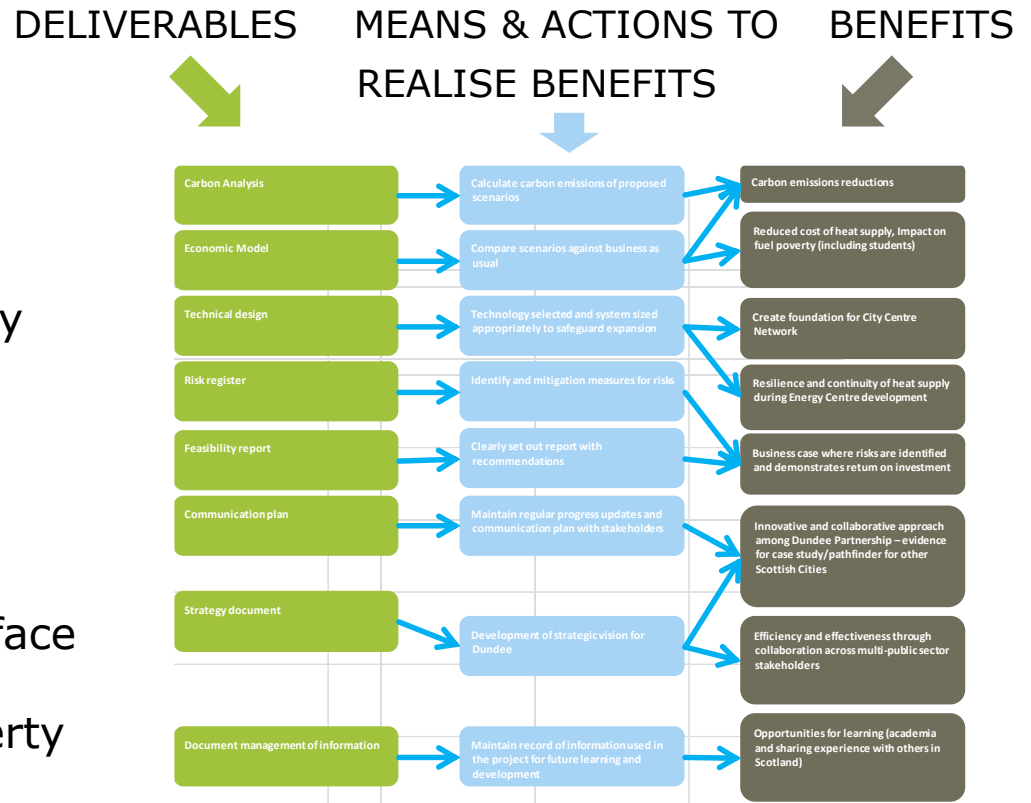 DELIVERABLES
MEANS & ACTIONS TO
REALISE BENEFITS
BENEFITS
y
face
erty
Carbon Analysis
Calculate carbon emissions of proposed
scenarios
Carbon emissions reductions
Economic Model
Compare scenarios against business as
usual
Reduced cost of heat supply, Impact on
fuel poverty (including students)
Technical design
Technology selected and system sized
appropriately to safeguard expansion
Create foundation for City Centre
Network
Risk register
Identify and mitigation measures for risks
Resilience and continuity of heat supply
during Energy Centre development
Feasibility report
Clearly set out report with
recommendations
Business case where risks are identified
and demonstrates return on investment
Communication plan
Maintain regular progress updates and
communication plan with stakeholders
Innovative and collaborative approach
among Dundee Partnership – evidence
for case study/pathfinder for other
Scottish Cities
Strategy document
Development of strategic vision for
Dundee
Efficiency and effectiveness through
collaboration across multi-public sector
stakeholders
Document management of information
Maintain record of information used in
the project for future learning and
development
Opportunities for learning (academia
and sharing experience with others in
Scotland)